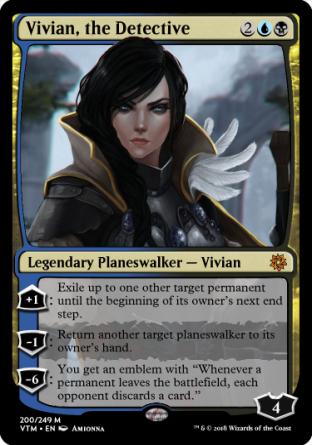 Vivian, the Detective 2
Legendary Planeswalker — Vivian
+1: Exile up to one other target permanent
until the beginning of its owner's next end
step.
-1: Return another target planeswalker to its
owner's hand.
-6: You get an emblem with “Whenever a
permanent leaves the battlefield, each
opponent discards a card.”
4
200/249 M
VTM • EN Amionna
™ & © 2018 Wizards of the Coast